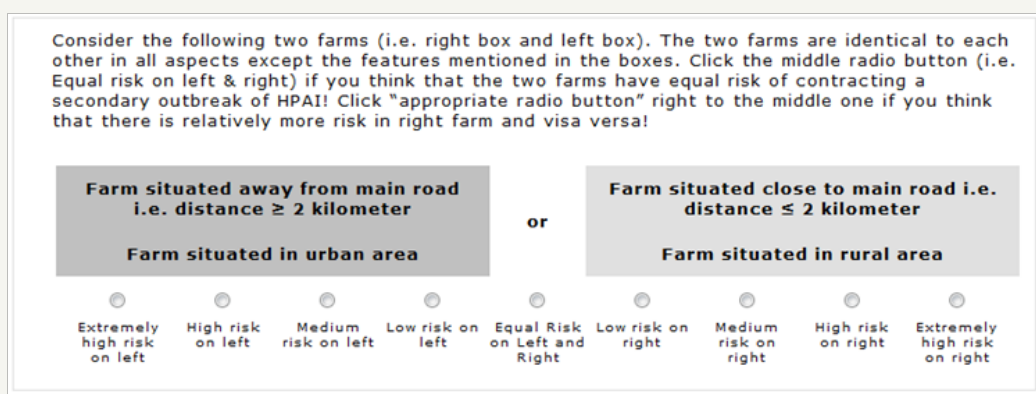 Consider the following two farms (i.e. right box and left box). The two farms are identical to each
other in all aspects except the features mentioned in the boxes. Click the middle radio button (i.e.
Equal risk on left & right) if you think that the two farms have equal risk of contracting a
secondary outbreak of HPAI! Click “appropriate radio button” right to the middle one if you think
that there is relatively more risk in right farm and visa versa!
Farm situated away from main road
i.e. distance ≥ 2 kilometer
Farm situated in urban area
or
Farm situated close to main road i.e.
distance ≤ 2 kilometer
Farm situated in rural area
Extremely
high risk
on left
High risk
on left
Medium
risk on left
Low risk on
left
Equal Risk
on Left and
Right
Low risk on
right
Medium
risk on
right
High risk
on right
Extremely
high risk
on right